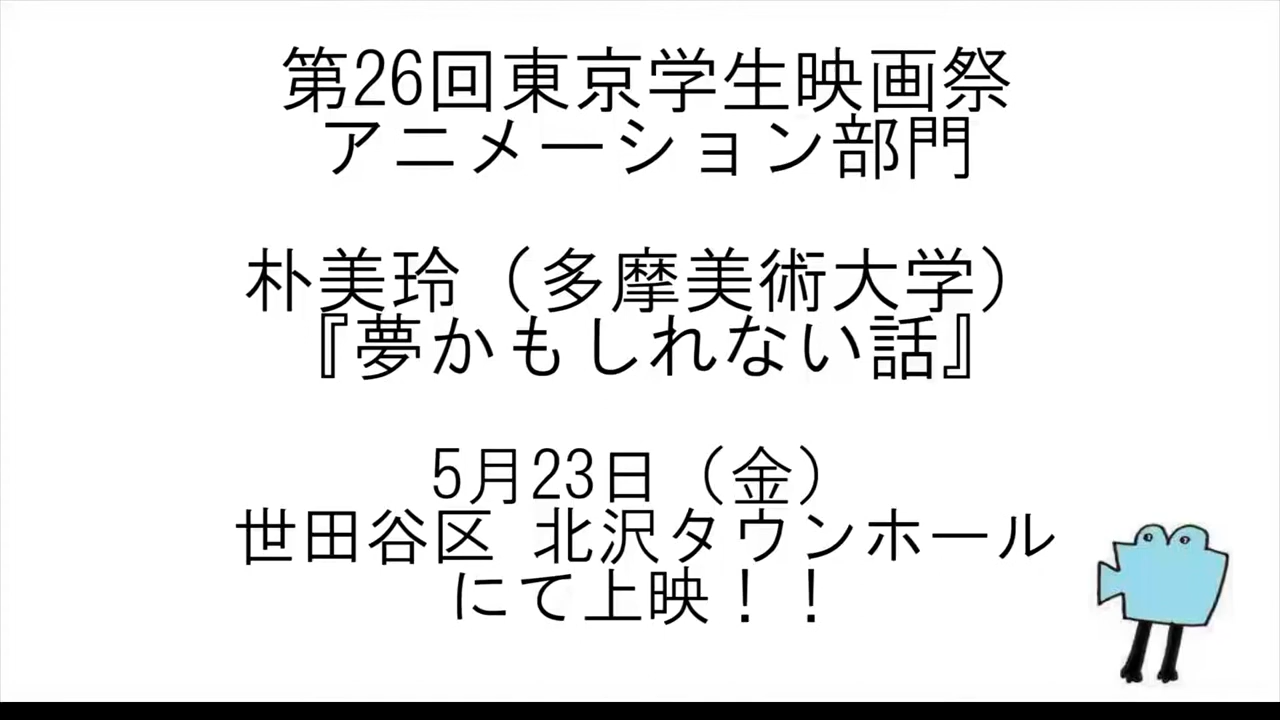 第26回東京学生映画祭
アニメーション部門
朴美玲（多摩美術大学）
『夢かもしれない話』
5月23日（金）
世田谷区 北沢タウンホール
にて上映！！